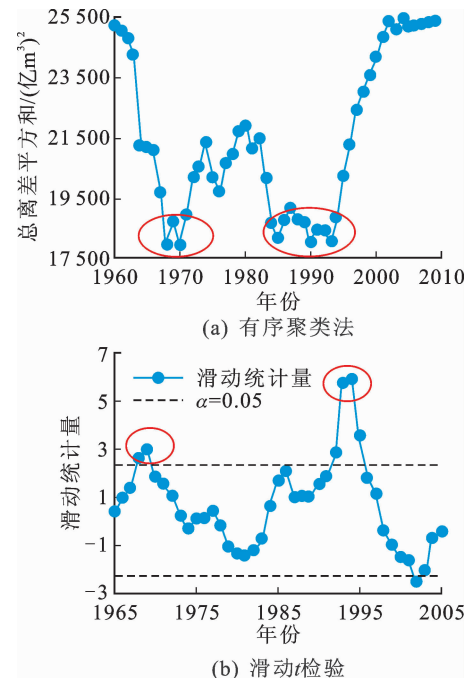 25 500
23 500
21 500
19 500
17 500
总离差平方和/(亿m³)²
1960 1970 1980 1990 2000 2010
年份
(a) 有序聚类法
7
5
3
1
−1
−3
滑动统计量
滑动统计量
α=0.05
1965 1975 1985 1995 2005
年份
(b) 滑动t检验